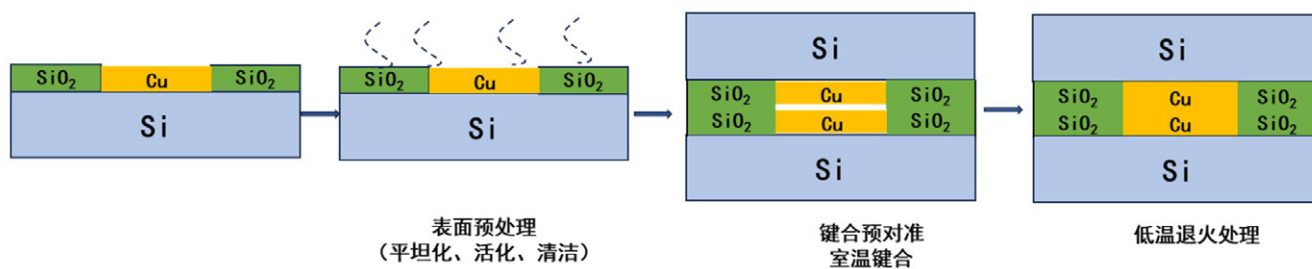 SiO₂ Cu SiO₂
Si
SiO₂ Cu SiO₂
Si
表面预处理
(平坦化、活化、清洁)
Si
SiO₂ Cu SiO₂
SiO₂ Cu SiO₂
Si
键合预对准
室温键合
Si
SiO₂ Cu SiO₂
SiO₂ Cu SiO₂
Si
低温退火处理